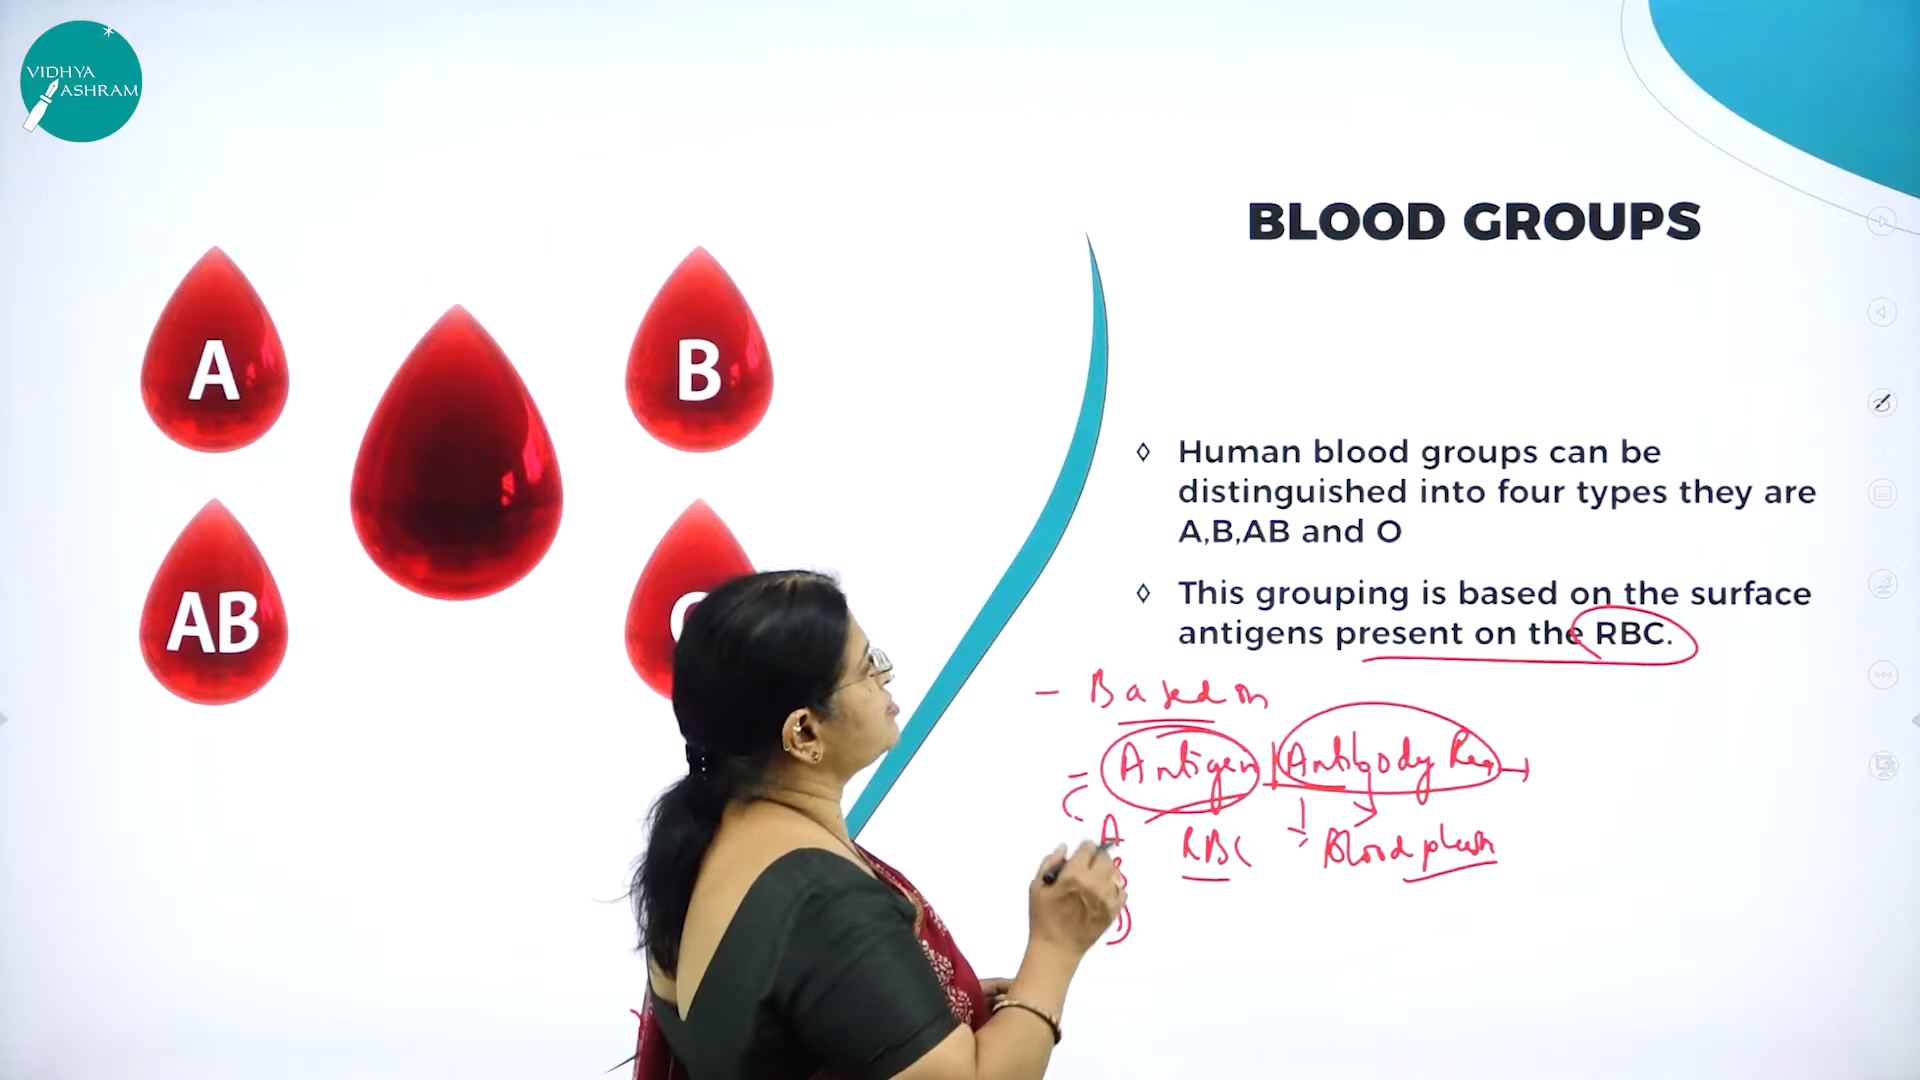 VIDHYA
ASHRAM
BLOOD GROUPS
A
B
AB
◊ Human blood groups can be
distinguished into four types they are
A,B,AB and O
◊ This grouping is based on the surface
antigens present on the RBC.
- Based on
= Antigen | Antibody
A RBC Blood
B
D